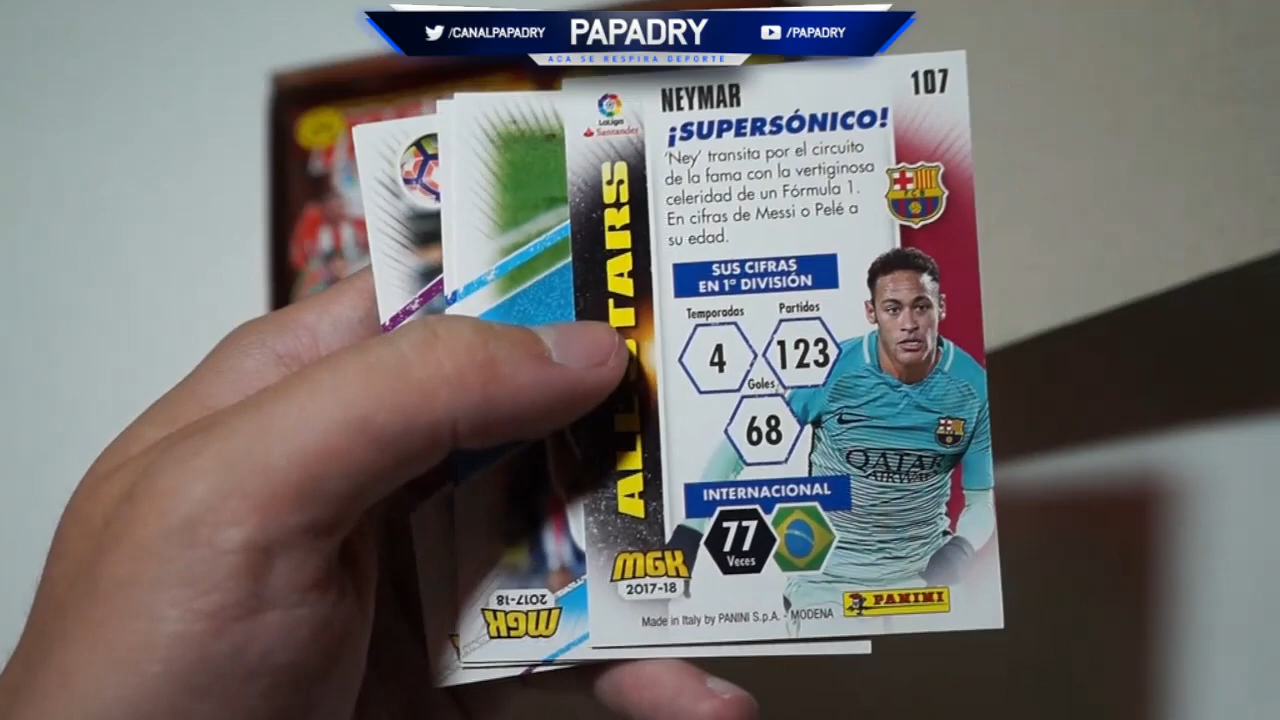 /CANALPAPADRY
PAPADRY
/PAPADRY
ACA SE RESPIRA DEPORTE
NEYMAR
107
LaLiga
Santander
¡SUPERSÓNICO!
'Ney' transita por el circuito
de la fama con la vertiginosa
celeridad de un Fórmula 1.
En cifras de Messi o Pelé a
su edad.
FCB
SUS CIFRAS
EN 1ª DIVISIÓN
Temporadas
Partidos
4
123
Goles
68
QATAR
AIRWAYS
INTERNACIONAL
77
Veces
MGK
2017-18
PANINI
Made in Italy by PANINI S.p.A. - MODENA
MGK
2017-18